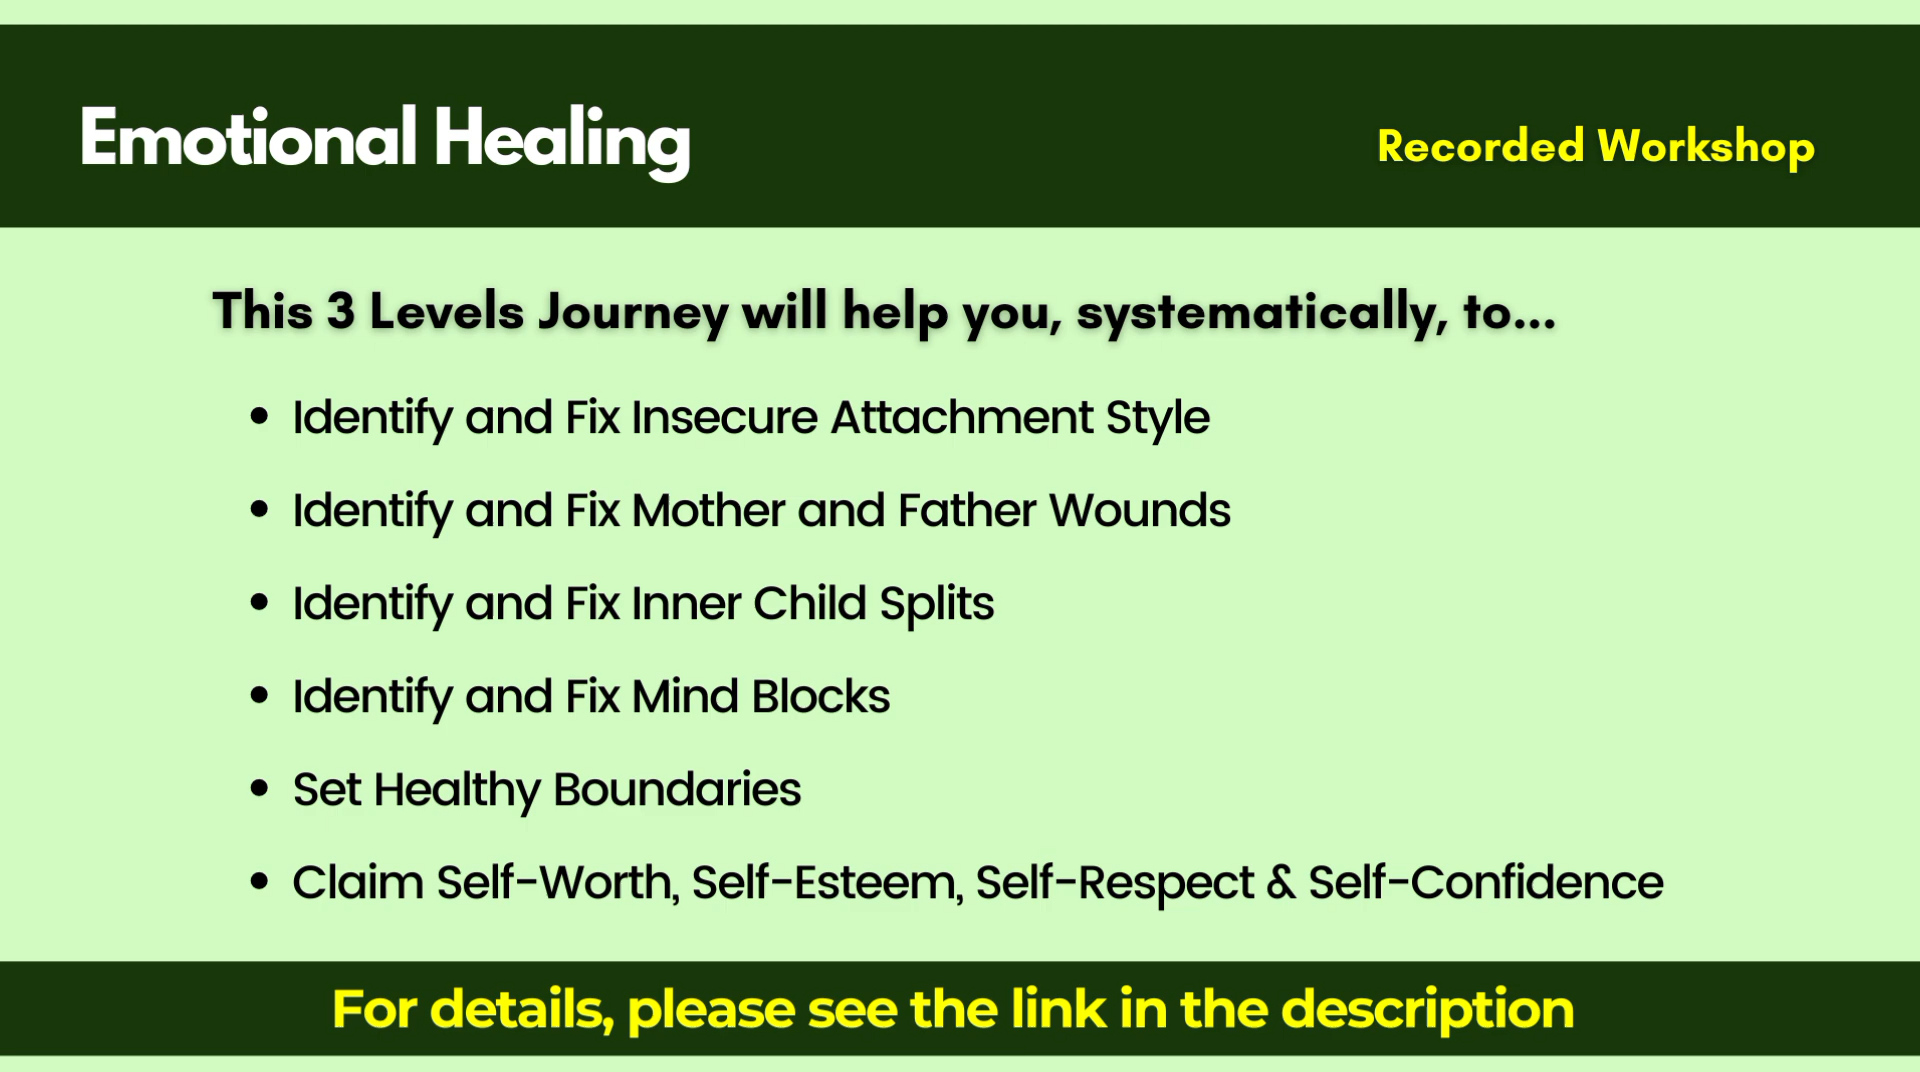 Emotional Healing
Recorded Workshop
This 3 Levels Journey will help you, systematically, to...
• Identify and Fix Insecure Attachment Style
• Identify and Fix Mother and Father Wounds
• Identify and Fix Inner Child Splits
• Identify and Fix Mind Blocks
• Set Healthy Boundaries
• Claim Self-Worth, Self-Esteem, Self-Respect & Self-Confidence
For details, please see the link in the description